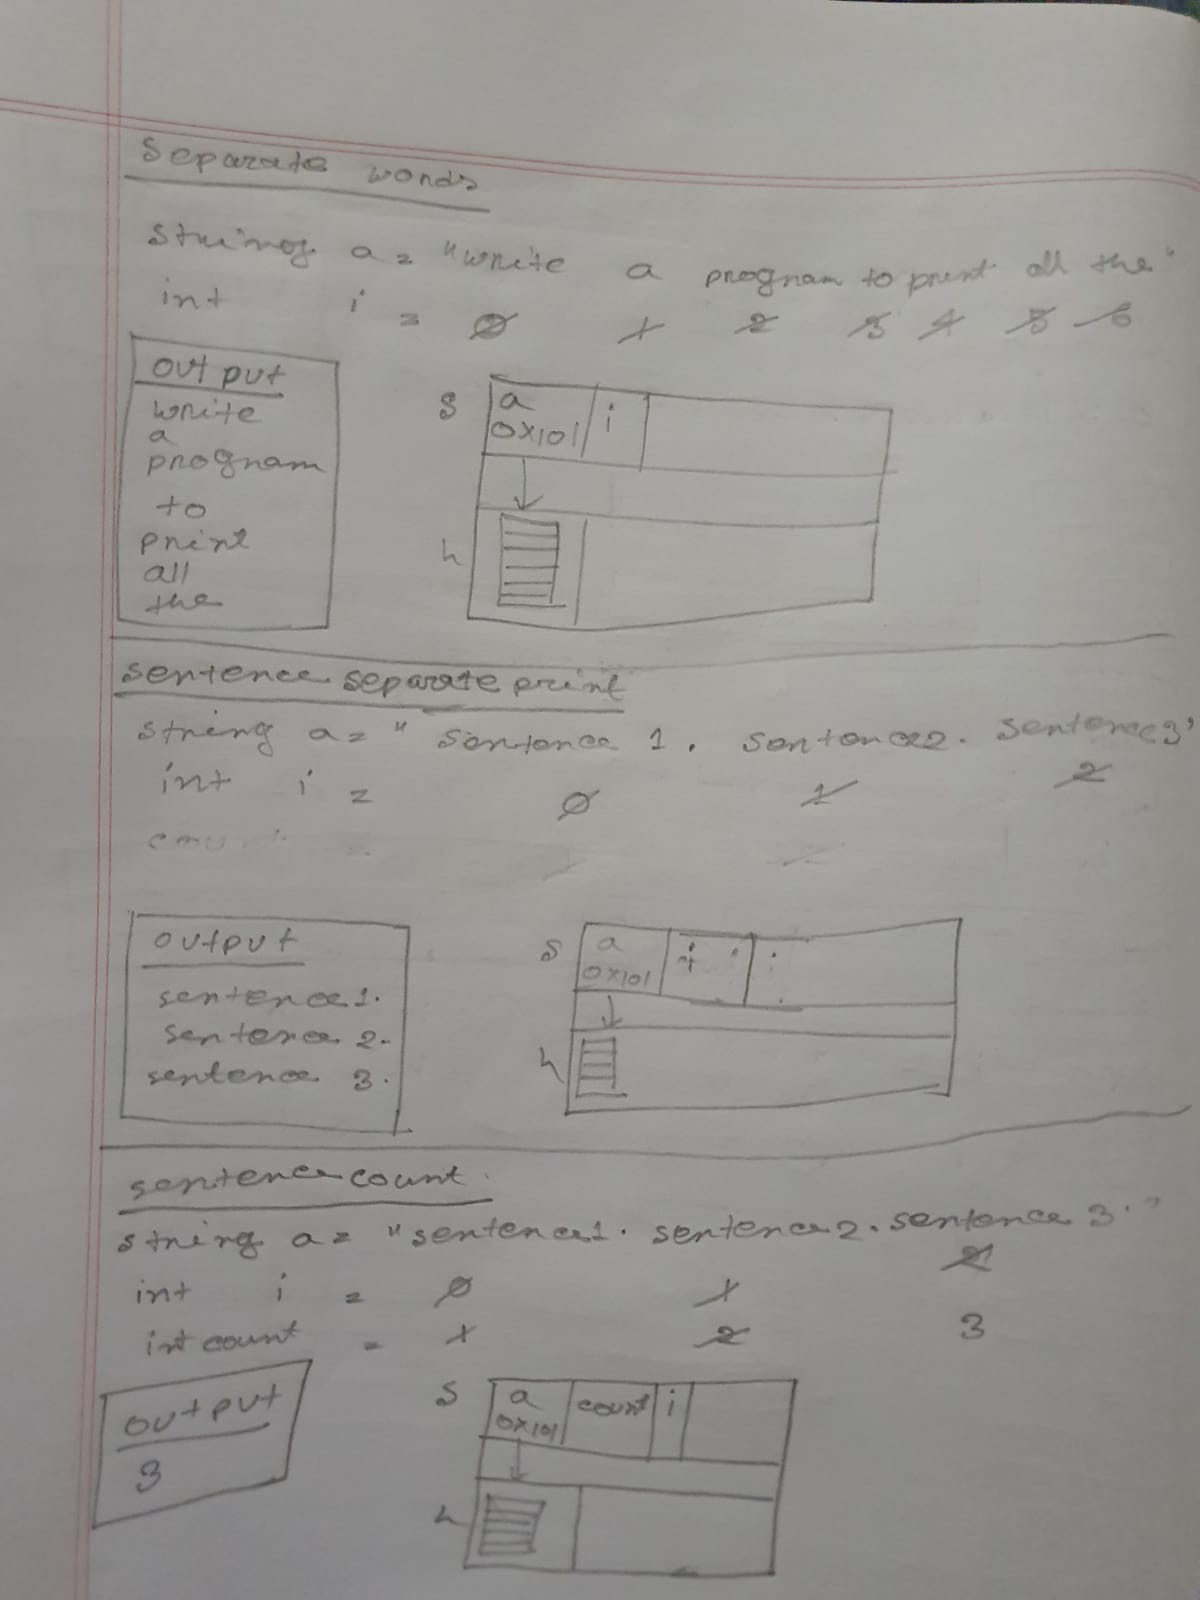 Separate words
string a = "write a program to print all the"
int i = 0 1 2 3 4 5 6
output
write
a
program
to
print
all
the
S a i
0x101
h
sentence separate print
string a = " Sentence 1. Sentence2. Sentence3"
int i = 0 1 2
output
sentence 1.
sentence 2.
sentence 3.
S a
0x101
h
sentence count.
string a = "sentence1. sentence2. sentence 3."
int i = 0 1 2
int count = 1 2 3
output
3
S a count i
0x101
h